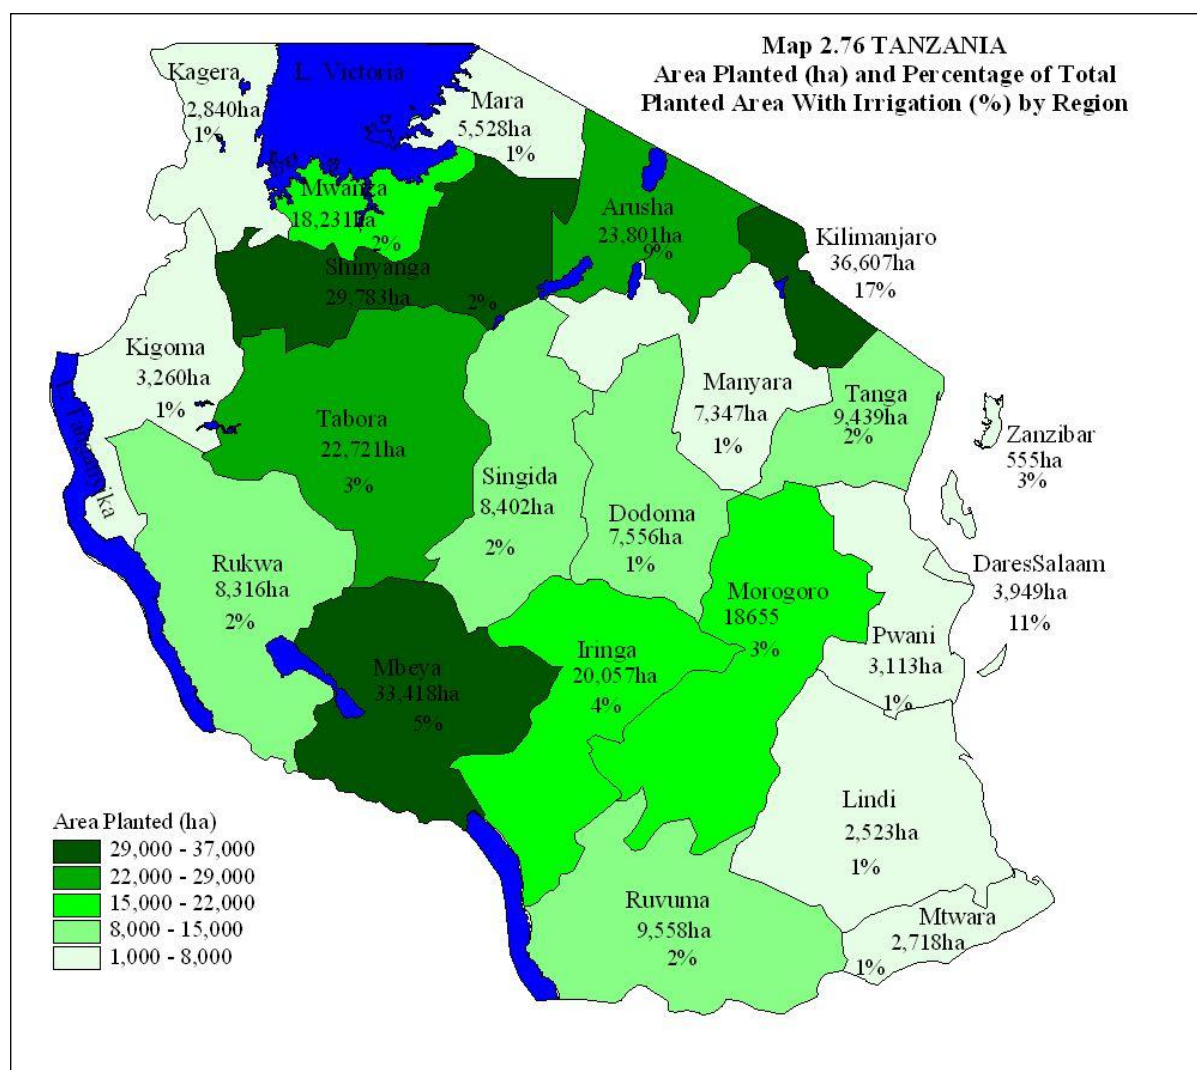 Map 2.76 TANZANIA
Area Planted (ha) and Percentage of Total
Planted Area With Irrigation (%) by Region
Kagera
2,840ha
1%
L. Victoria
Mara
5,528ha
1%
Mwanza
18,231ha
2%
Arusha
23,801ha
9%
Kilimanjaro
36,607ha
17%
Shinyanga
29,783ha
2%
Kigoma
3,260ha
1%
Tabora
22,721ha
3%
Manyara
7,347ha
1%
Tanga
9,439ha
2%
Zanzibar
555ha
3%
L. Tanganyika
Singida
8,402ha
2%
Dodoma
7,556ha
1%
Rukwa
8,316ha
2%
Morogoro
18655
3%
DaresSalaam
3,949ha
11%
Pwani
3,113ha
1%
Mbeya
33,418ha
5%
Iringa
20,057ha
4%
Lindi
2,523ha
1%
Ruvuma
9,558ha
2%
Mtwara
2,718ha
1%
Area Planted (ha)
29,000 - 37,000
22,000 - 29,000
15,000 - 22,000
8,000 - 15,000
1,000 - 8,000